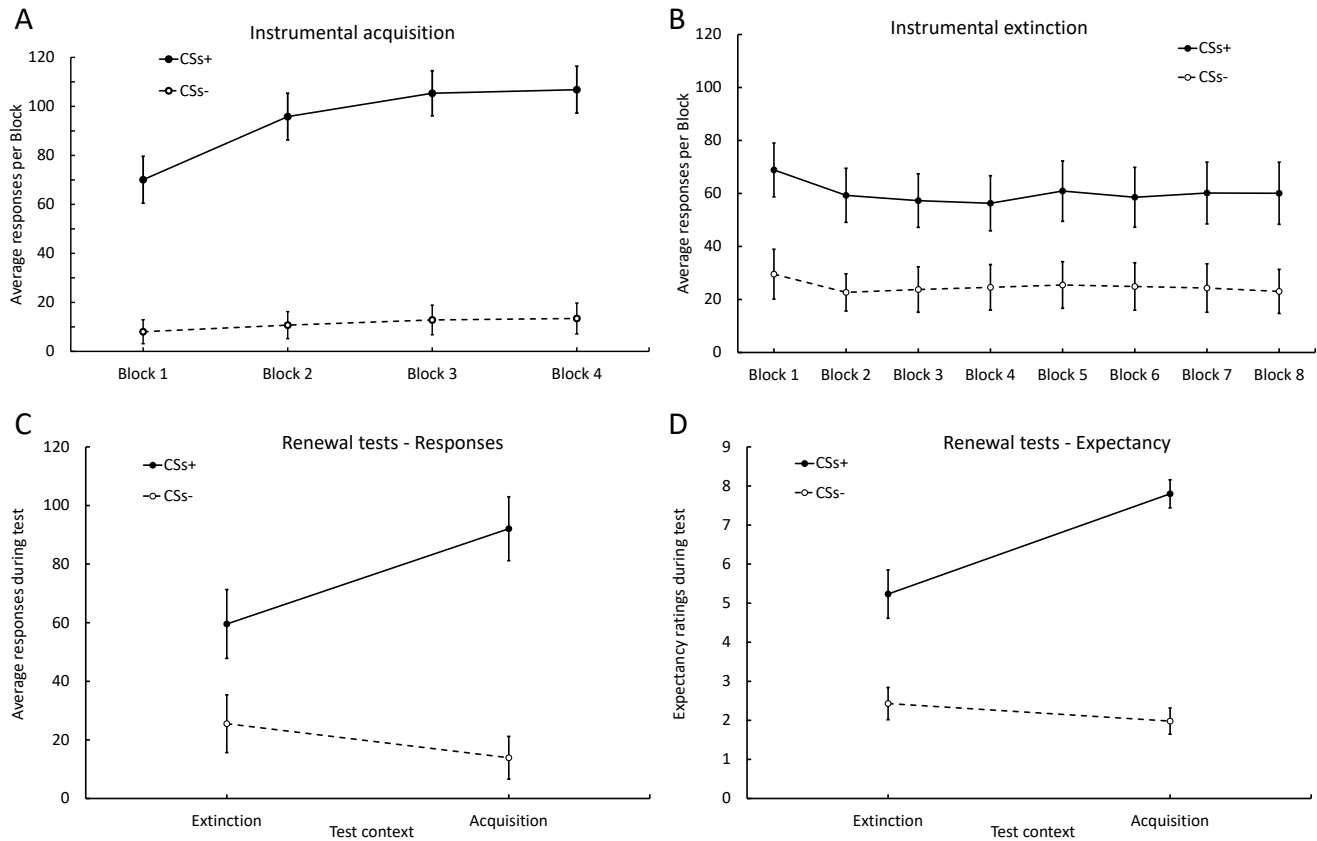 A
Instrumental acquisition
CSs+
CSs-
Average responses per Block
120
100
80
60
40
20
0
Block 1 Block 2 Block 3 Block 4
B
Instrumental extinction
CSs+
CSs-
Average responses per Block
120
100
80
60
40
20
0
Block 1 Block 2 Block 3 Block 4 Block 5 Block 6 Block 7 Block 8
C
Renewal tests - Responses
CSs+
CSs-
Average responses during test
120
100
80
60
40
20
0
Extinction Acquisition
Test context
D
Renewal tests - Expectancy
CSs+
CSs-
Expectancy ratings during test
9
8
7
6
5
4
3
2
1
0
Extinction Acquisition
Test context